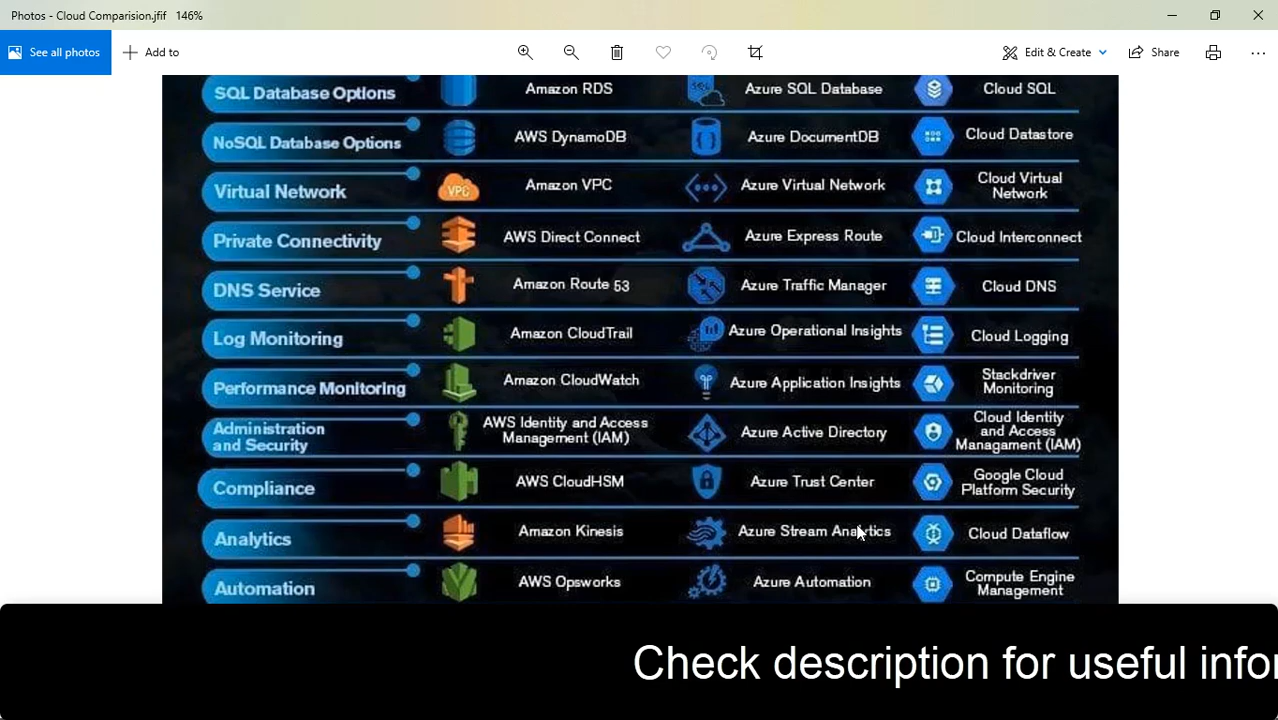 Photos - Cloud Comparision.jfif 146%
See all photos
Add to
Edit & Create
Share
SQL Database Options Amazon RDS SQL Azure SQL Database Cloud SQL
NoSQL Database Options AWS DynamoDB Azure DocumentDB Cloud Datastore
Virtual Network VPC Amazon VPC Azure Virtual Network Cloud Virtual
Network
Private Connectivity AWS Direct Connect Azure Express Route Cloud Interconnect
DNS Service Amazon Route 53 Azure Traffic Manager Cloud DNS
Log Monitoring Amazon CloudTrail Azure Operational Insights Cloud Logging
Performance Monitoring Amazon CloudWatch Azure Application Insights Stackdriver
Monitoring
Administration
and Security
AWS Identity and Access
Management (IAM)
Azure Active Directory
Cloud Identity
and Access
Managament (IAM)
Compliance AWS CloudHSM Azure Trust Center Google Cloud
Platform Security
Analytics Amazon Kinesis Azure Stream Analytics Cloud Dataflow
Automation AWS Opsworks Azure Automation Compute Engine
Management
Check description for useful infor